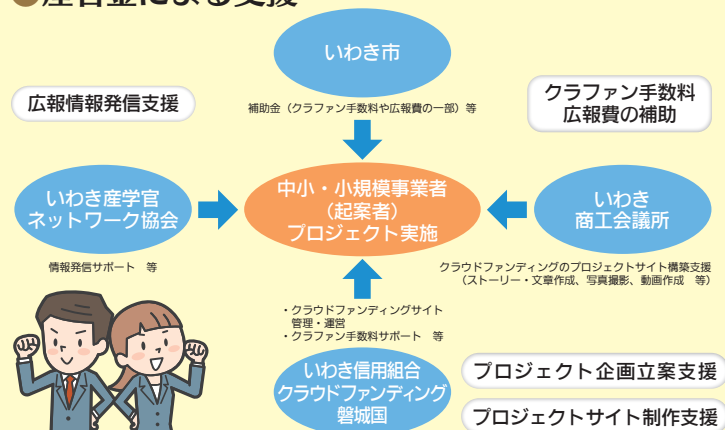 ●産官金による支援
いわき市
広報情報発信支援
クラファン手数料
広報費の補助
補助金（クラファン手数料や広報費の一部）等
いわき産学官
ネットワーク協会
中小・小規模事業者
（起案者）
プロジェクト実施
いわき
商工会議所
情報発信サポート　等
クラウドファンディングのプロジェクトサイト構築支援
（ストーリー・文章作成、写真撮影、動画作成　等）
・クラウドファンディングサイト
管理・運営
・クラファン手数料サポート　等
いわき信用組合
クラウドファンディング
磐城国
プロジェクト企画立案支援
プロジェクトサイト制作支援